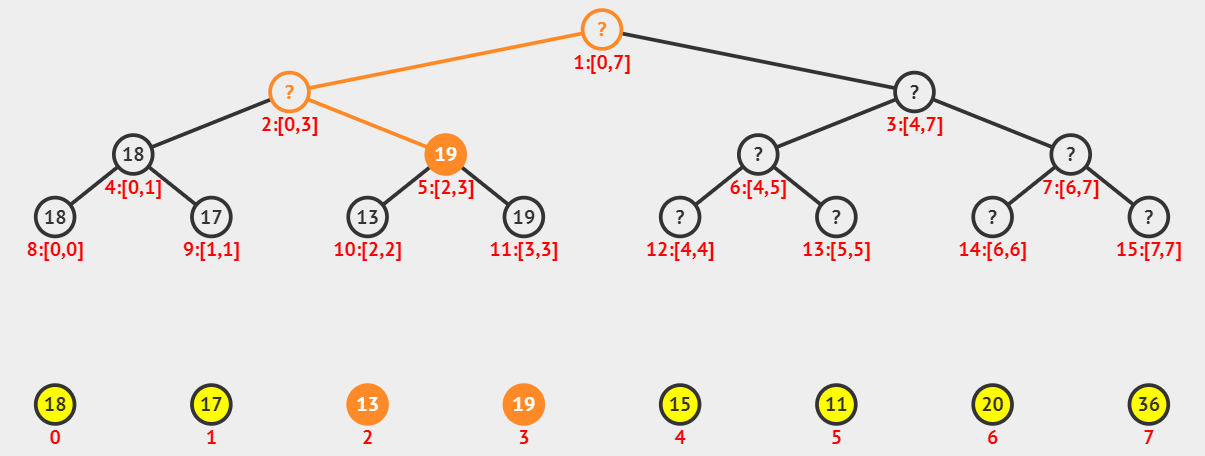 ?
1:[0,7]
? ?
2:[0,3] 3:[4,7]
18 19 ? ?
4:[0,1] 5:[2,3] 6:[4,5] 7:[6,7]
18 17 13 19 ? ? ? ?
8:[0,0] 9:[1,1] 10:[2,2] 11:[3,3] 12:[4,4] 13:[5,5] 14:[6,6] 15:[7,7]
18 17 13 19 15 11 20 36
0 1 2 3 4 5 6 7